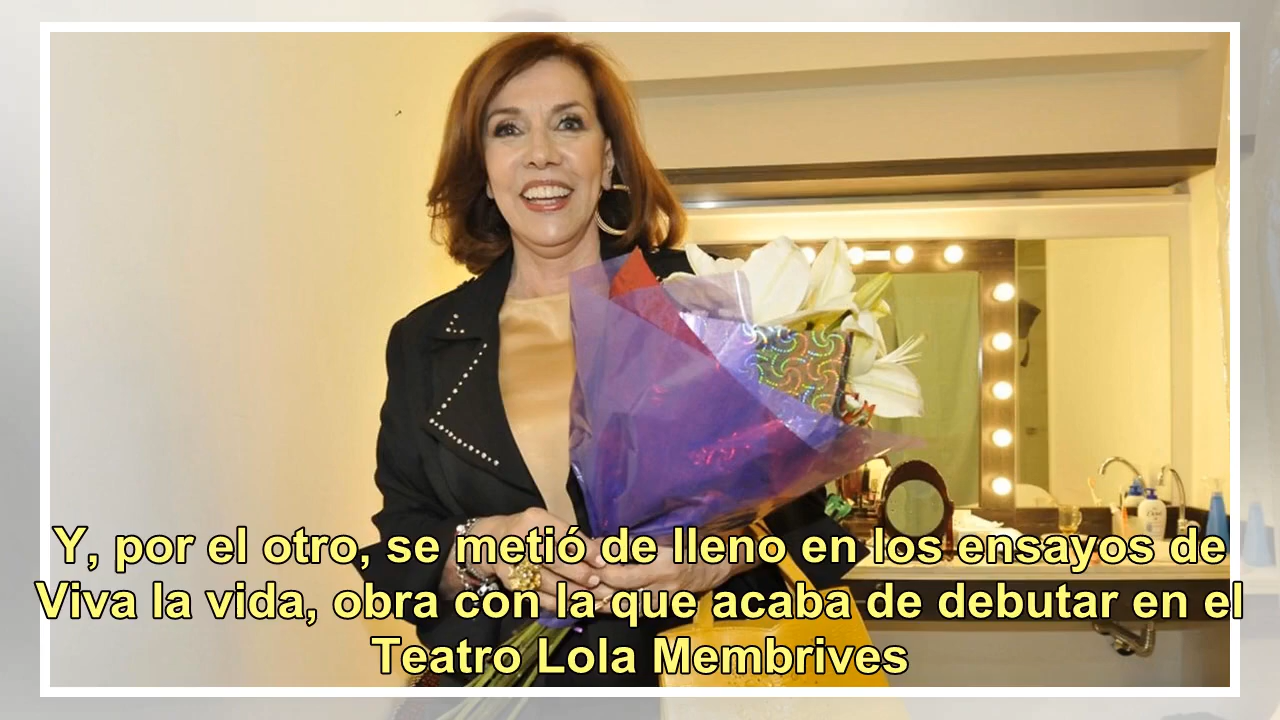 Y, por el otro, se metió de lleno en los ensayos de
Viva la vida, obra con la que acaba de debutar en el
Teatro Lola Membrives